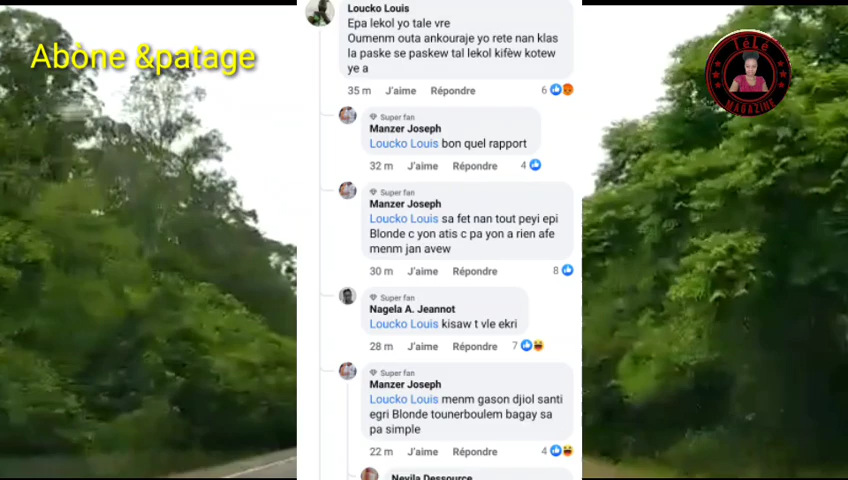 Abòne &patage
TéLé
MAGAZINE
Loucko Louis
Epa lekol yo tale vre
Oumenm outa ankouraje yo rete nan klas
la paske se paskew tal lekol kifèw kotew
ye a
35 m J'aime Répondre 6
Super fan
Manzer Joseph
Loucko Louis bon quel rapport
32 m J'aime Répondre 4
Super fan
Manzer Joseph
Loucko Louis sa fet nan tout peyi epi
Blonde c yon atis c pa yon a rien afe
menm jan avew
30 m J'aime Répondre 8
Super fan
Nagela A. Jeannot
Loucko Louis kisaw t vle ekri
28 m J'aime Répondre 7
Super fan
Manzer Joseph
Loucko Louis menm gason djiol santi
egri Blonde tounerboulem bagay sa
pa simple
22 m J'aime Répondre 4
Nevila Dessource